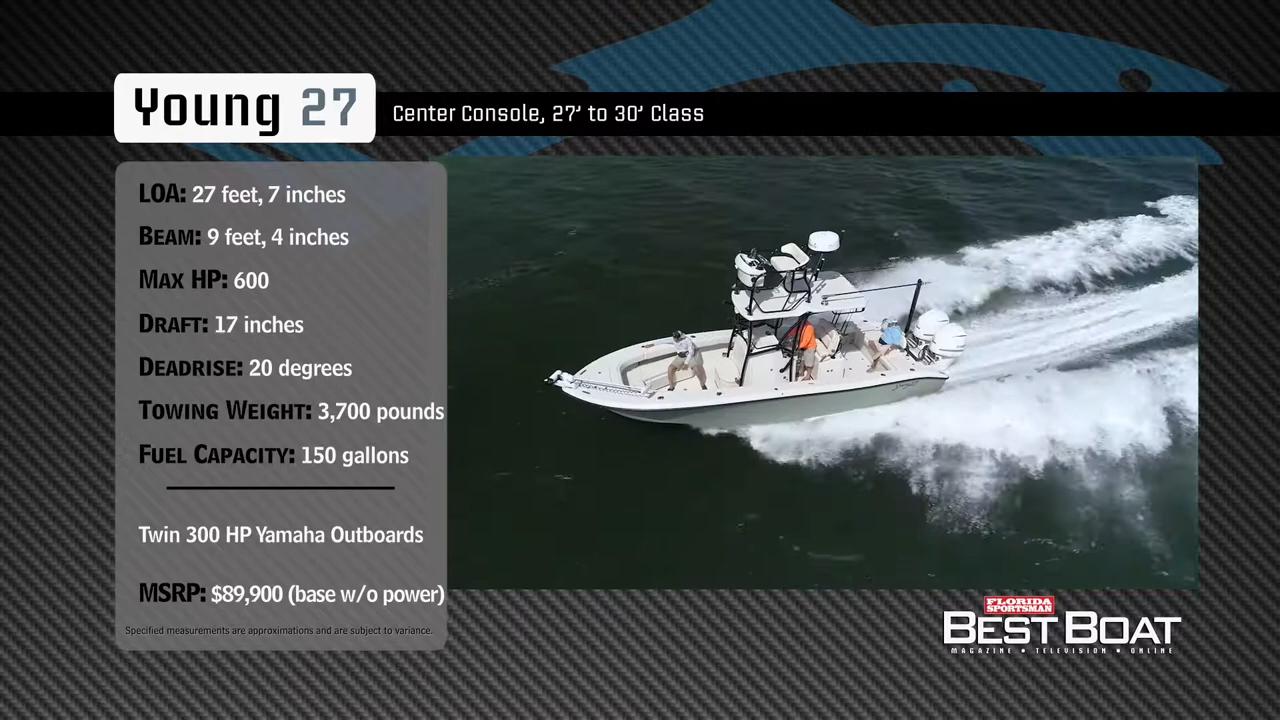 Young 27
Center Console, 27' to 30' Class
LOA: 27 feet, 7 inches
BEAM: 9 feet, 4 inches
MAX HP: 600
DRAFT: 17 inches
DEADRISE: 20 degrees
TOWING WEIGHT: 3,700 pounds
FUEL CAPACITY: 150 gallons
Twin 300 HP Yamaha Outboards
MSRP: $89,900 (base w/o power)
Specified measurements are approximations and are subject to variance.
FLORIDA
SPORTSMAN
BEST BOAT
MAGAZINE • TELEVISION • ONLINE